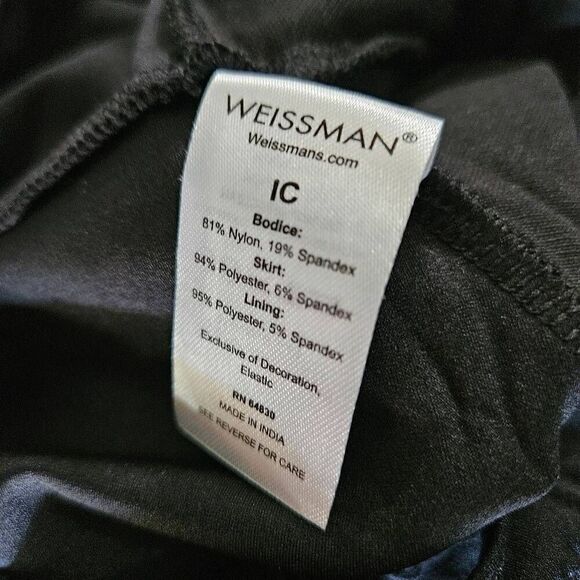 WEISSMAN®
Weissmans.com
IC
Bodice:
81% Nylon, 19% Spandex
Skirt:
94% Polyester, 6% Spandex
Lining:
95% Polyester, 5% Spandex
Exclusive of Decoration,
Elastic
RN 64830
MADE IN INDIA
SEE REVERSE FOR CARE